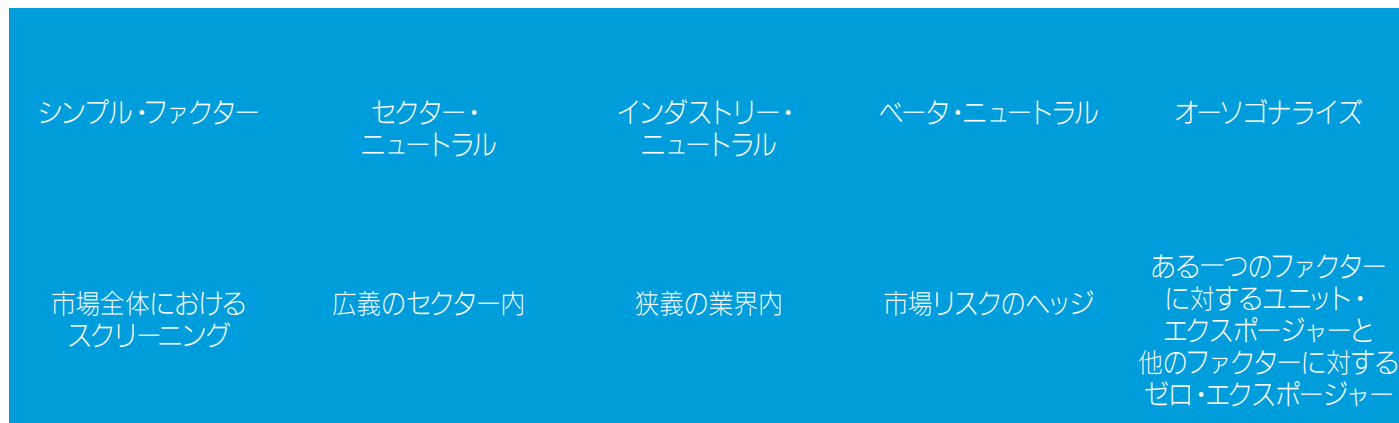 シンプル・ファクター
セクター・
ニュートラル
インダストリー・
ニュートラル
ベータ・ニュートラル
オーソゴナライズ
市場全体における
スクリーニング
広義のセクター内
狭義の業界内
市場リスクのヘッジ
ある一つのファクター
に対するユニット・
エクスポージャーと
他のファクターに対する
ゼロ・エクスポージャー